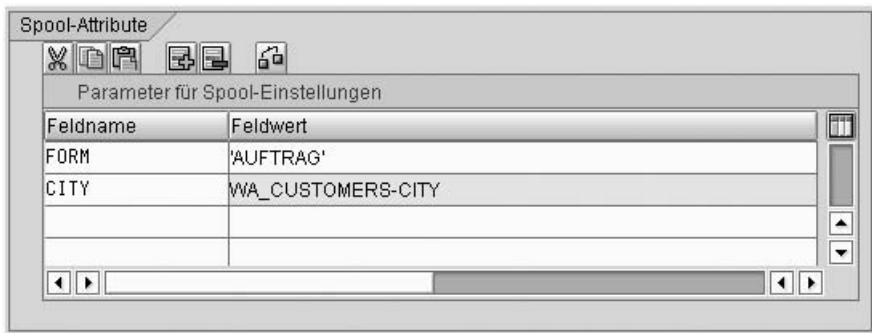 Spool-Attribute
Parameter für Spool-Einstellungen
Feldname Feldwert
FORM 'AUFTRAG'
CITY WA_CUSTOMERS-CITY